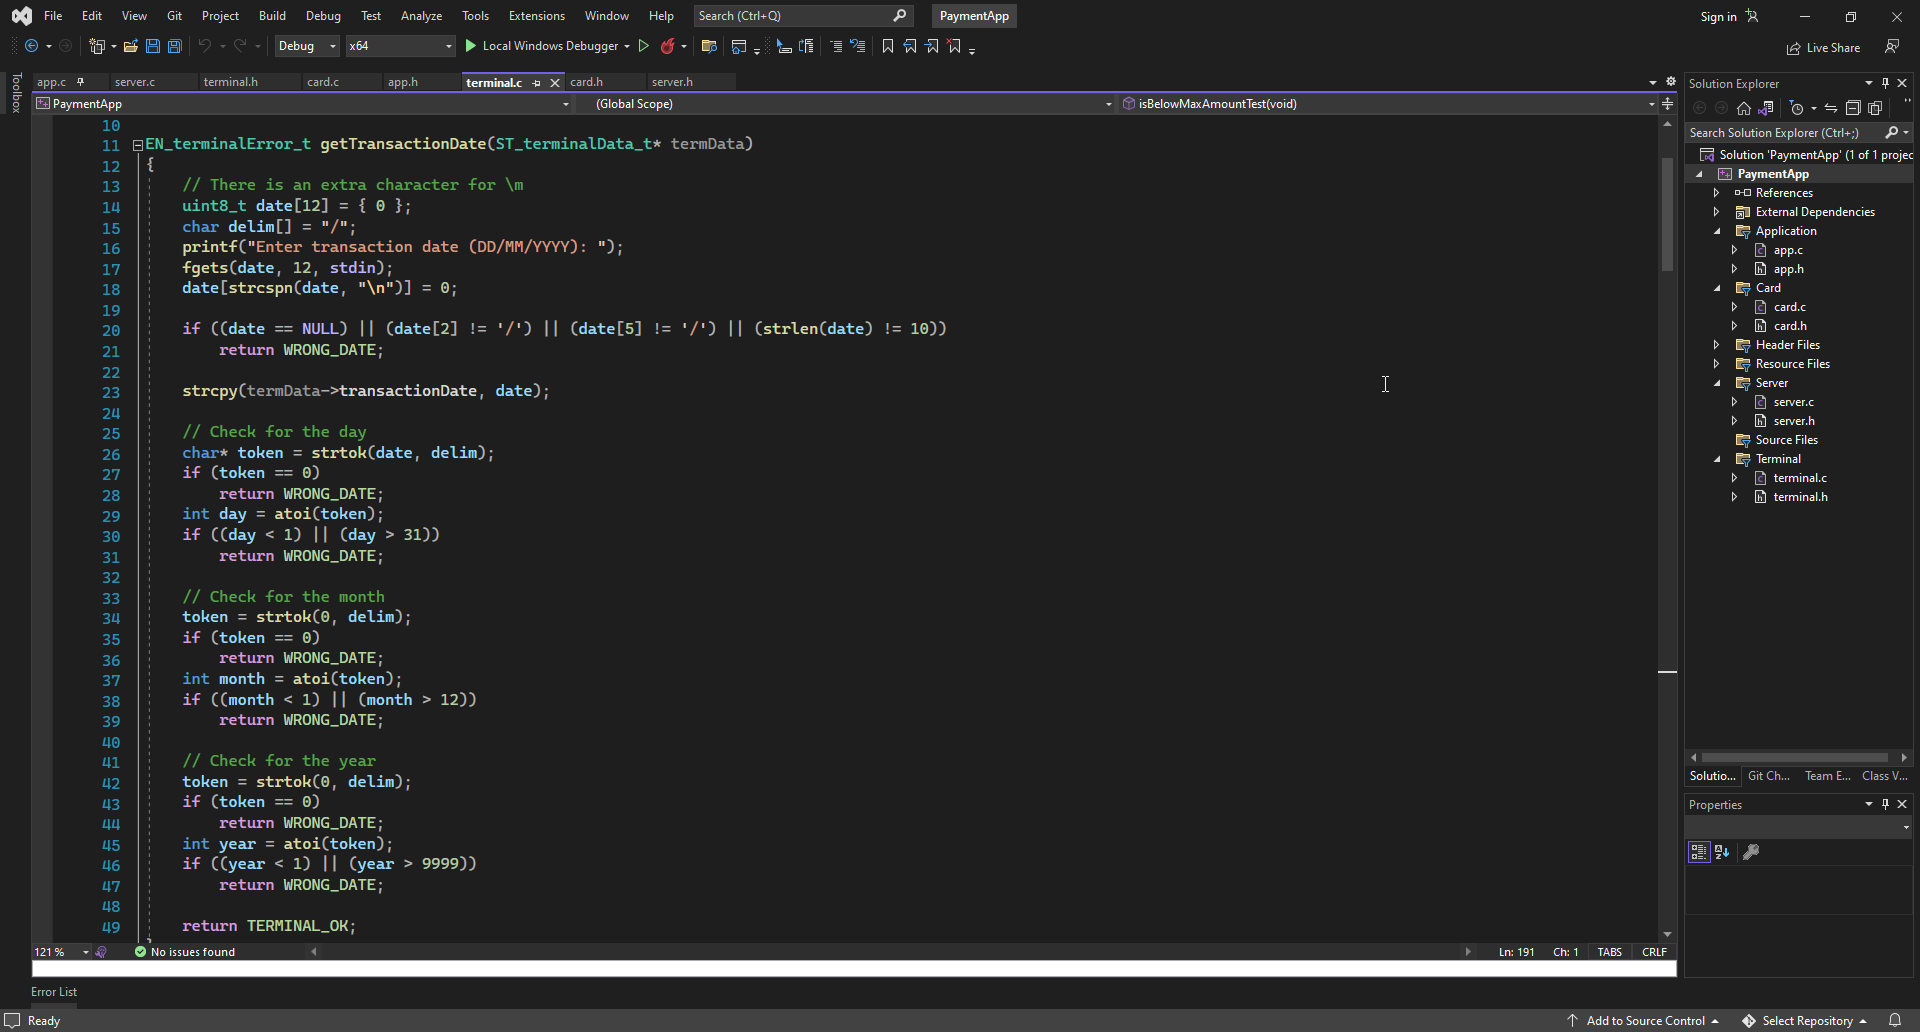 File Edit View Git Project Build Debug Test Analyze Tools Extensions Window Help Search (Ctrl+Q) PaymentApp Sign in
Debug x64 Local Windows Debugger Live Share
Toolbox
app.c server.c terminal.h card.c app.h terminal.c card.h server.h
PaymentApp (Global Scope) isBelowMaxAmountTest(void)
10
11 EN_terminalError_t getTransactionDate(ST_terminalData_t* termData)
12 {
13 // There is an extra character for \m
14 uint8_t date[12] = { 0 };
15 char delim[] = "/";
16 printf("Enter transaction date (DD/MM/YYYY): ");
17 fgets(date, 12, stdin);
18 date[strcspn(date, "\n")] = 0;
19
20 if ((date == NULL) || (date[2] != '/') || (date[5] != '/') || (strlen(date) != 10))
21 return WRONG_DATE;
22
23 strcpy(termData->transactionDate, date);
24
25 // Check for the day
26 char* token = strtok(date, delim);
27 if (token == 0)
28 return WRONG_DATE;
29 int day = atoi(token);
30 if ((day < 1) || (day > 31))
31 return WRONG_DATE;
32
33 // Check for the month
34 token = strtok(0, delim);
35 if (token == 0)
36 return WRONG_DATE;
37 int month = atoi(token);
38 if ((month < 1) || (month > 12))
39 return WRONG_DATE;
40
41 // Check for the year
42 token = strtok(0, delim);
43 if (token == 0)
44 return WRONG_DATE;
45 int year = atoi(token);
46 if ((year < 1) || (year > 9999))
47 return WRONG_DATE;
48
49 return TERMINAL_OK;
121 % No issues found Ln: 191 Ch: 1 TABS CRLF
Solution Explorer
Search Solution Explorer (Ctrl+;)
Solution 'PaymentApp' (1 of 1 projec
PaymentApp
References
External Dependencies
Application
app.c
app.h
Card
card.c
card.h
Header Files
Resource Files
Server
server.c
server.h
Source Files
Terminal
terminal.c
terminal.h
Solutio... Git Ch... Team E... Class V...
Properties
Error List
Ready Add to Source Control Select Repository